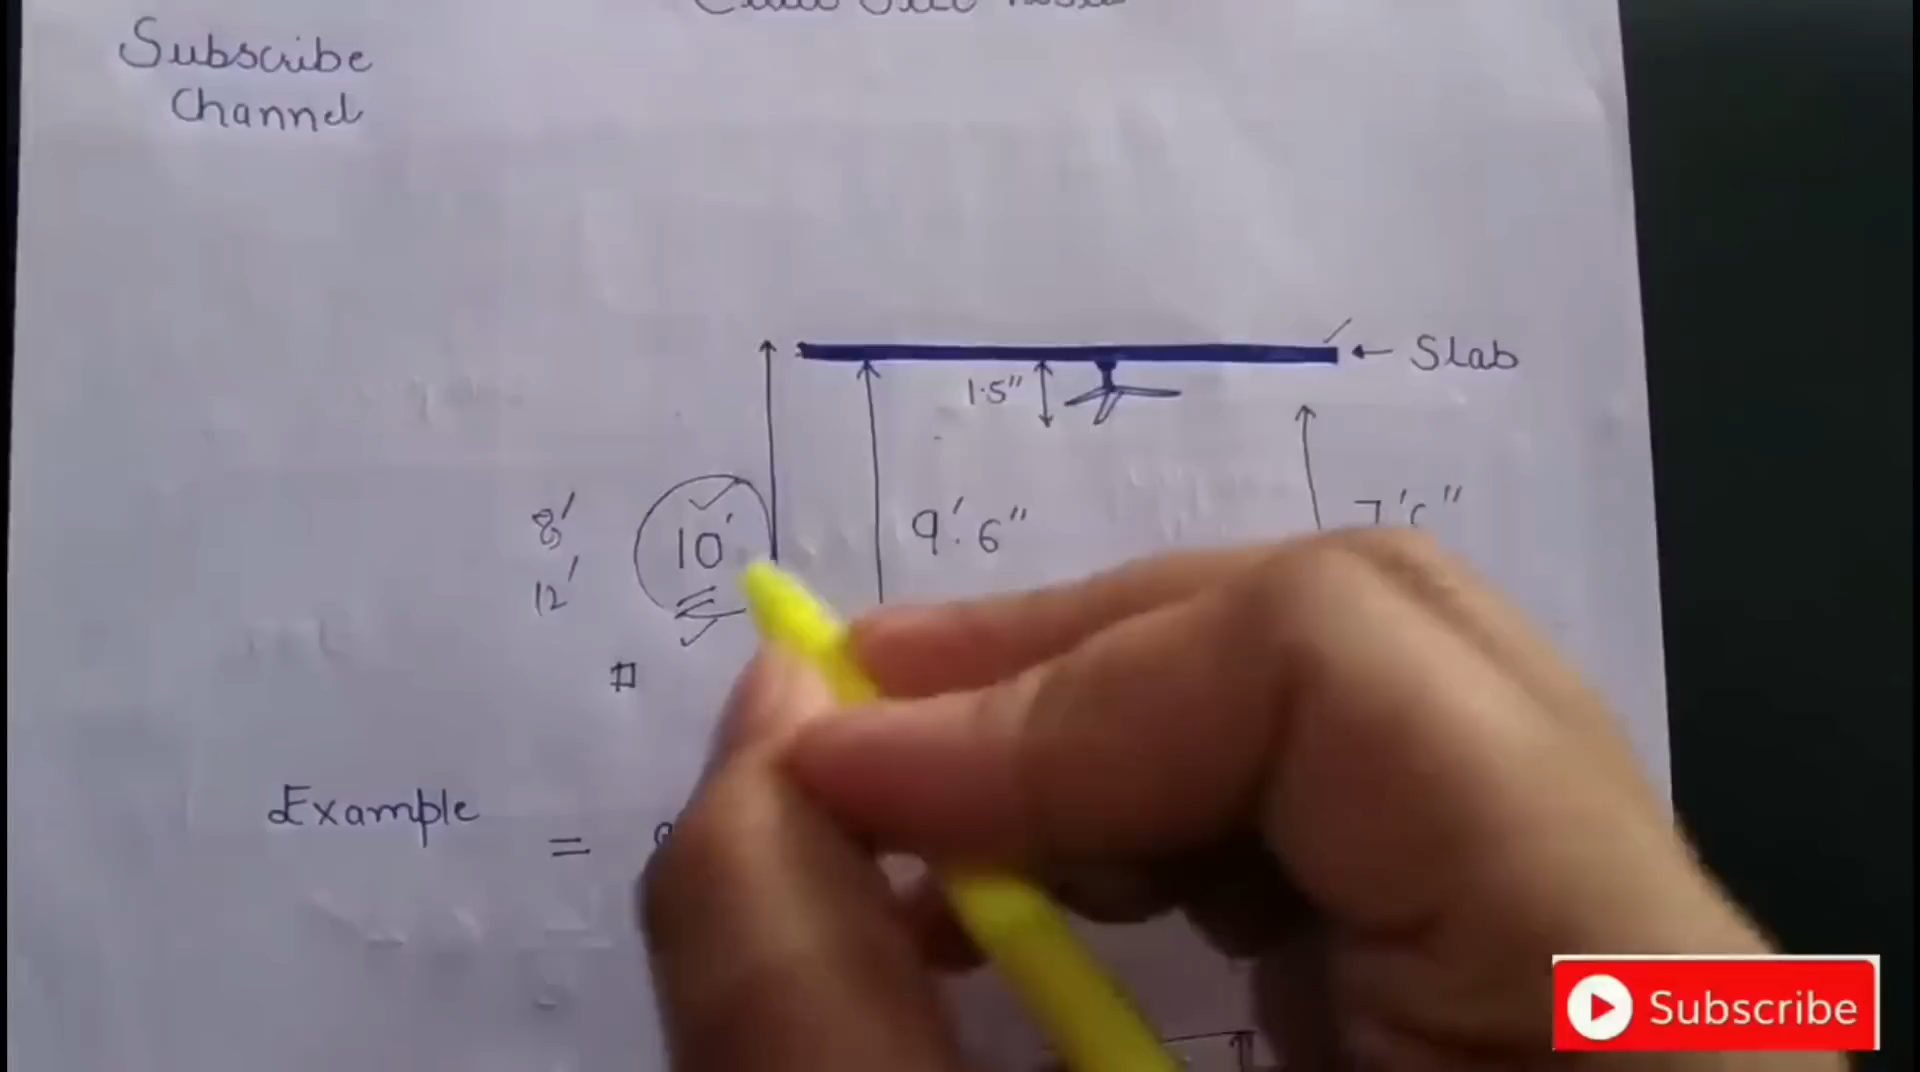 Subscribe
Channel
Slab
1.5"
8'
10'
9'.6"
12'
Example
=
Subscribe